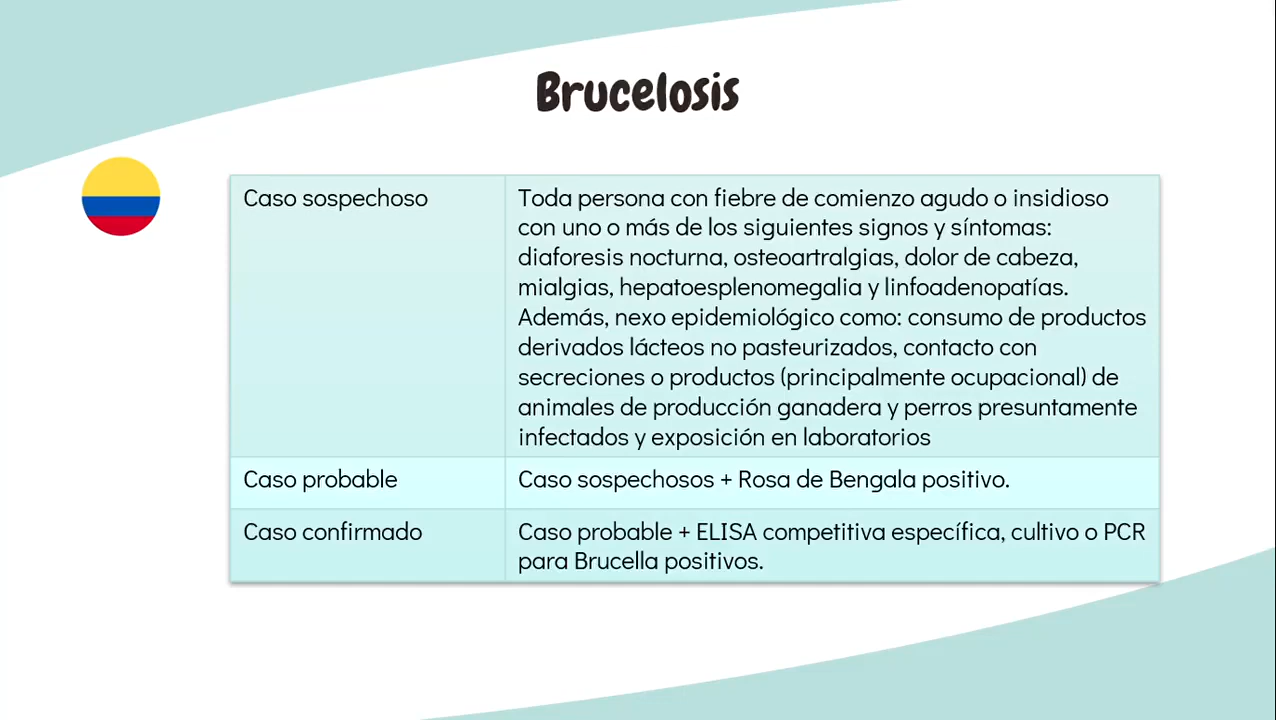 Brucelosis
Caso sospechoso
Toda persona con fiebre de comienzo agudo o insidioso
con uno o más de los siguientes signos y síntomas:
diaforesis nocturna, osteoartralgias, dolor de cabeza,
mialgias, hepatoesplenomegalia y linfoadenopatías.
Además, nexo epidemiológico como: consumo de productos
derivados lácteos no pasteurizados, contacto con
secreciones o productos (principalmente ocupacional) de
animales de producción ganadera y perros presuntamente
infectados y exposición en laboratorios
Caso probable
Caso sospechosos + Rosa de Bengala positivo.
Caso confirmado
Caso probable + ELISA competitiva específica, cultivo o PCR
para Brucella positivos.